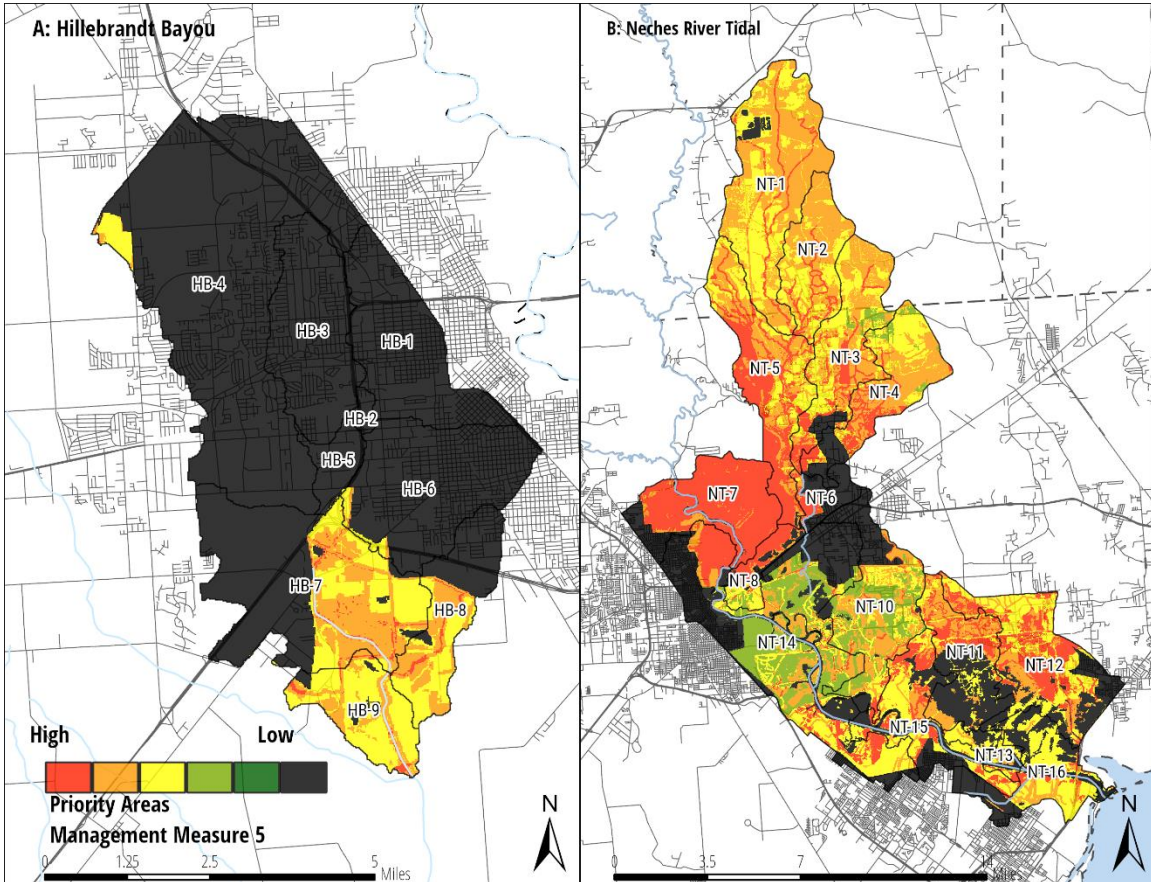 A: Hillebrandt Bayou
HB-4
HB-3
HB-1
HB-2
HB-5
HB-6
HB-7
HB-8
HB-9
High Low
Priority Areas
Management Measure 5
0 1.25 2.5 5
Miles
N
B: Neches River Tidal
NT-1
NT-2
NT-3
NT-5
NT-4
NT-7
NT-6
NT-8
NT-10
NT-14
NT-11
NT-12
NT-15
NT-13
NT-16
N
0 3.5 7 14
Miles